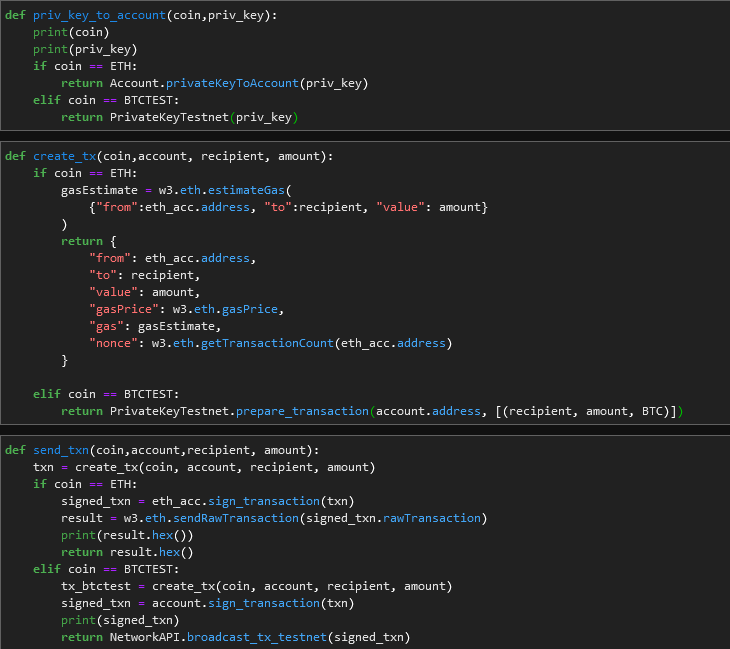 def priv_key_to_account(coin,priv_key):
    print(coin)
    print(priv_key)
    if coin == ETH:
        return Account.privateKeyToAccount(priv_key)
    elif coin == BTCTEST:
        return PrivateKeyTestnet(priv_key)
def create_tx(coin,account, recipient, amount):
    if coin == ETH:
        gasEstimate = w3.eth.estimateGas(
            {"from":eth_acc.address, "to":recipient, "value": amount}
        )
        return {
            "from": eth_acc.address,
            "to": recipient,
            "value": amount,
            "gasPrice": w3.eth.gasPrice,
            "gas": gasEstimate,
            "nonce": w3.eth.getTransactionCount(eth_acc.address)
        }
    elif coin == BTCTEST:
        return PrivateKeyTestnet.prepare_transaction(account.address, [(recipient, amount, BTC)])
def send_txn(coin,account,recipient, amount):
    txn = create_tx(coin, account, recipient, amount)
    if coin == ETH:
        signed_txn = eth_acc.sign_transaction(txn)
        result = w3.eth.sendRawTransaction(signed_txn.rawTransaction)
        print(result.hex())
        return result.hex()
    elif coin == BTCTEST:
        tx_btctest = create_tx(coin, account, recipient, amount)
        signed_txn = account.sign_transaction(txn)
        print(signed_txn)
        return NetworkAPI.broadcast_tx_testnet(signed_txn)